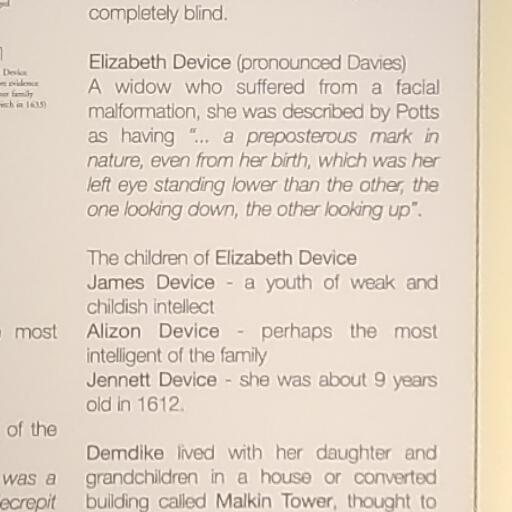 completely blind.
Elizabeth Device (pronounced Davies)
A widow who suffered from a facial
malformation, she was described by Potts
as having "... a preposterous mark in
nature, even from her birth, which was her
left eye standing lower than the other, the
one looking down, the other looking up".
The children of Elizabeth Device
James Device - a youth of weak and
childish intellect
Alizon Device - perhaps the most
intelligent of the family
Jennett Device - she was about 9 years
old in 1612.
Demdike lived with her daughter and
grandchildren in a house or converted
building called Malkin Tower, thought to
Device
evidence
family
in 1635)
most
of the
was a